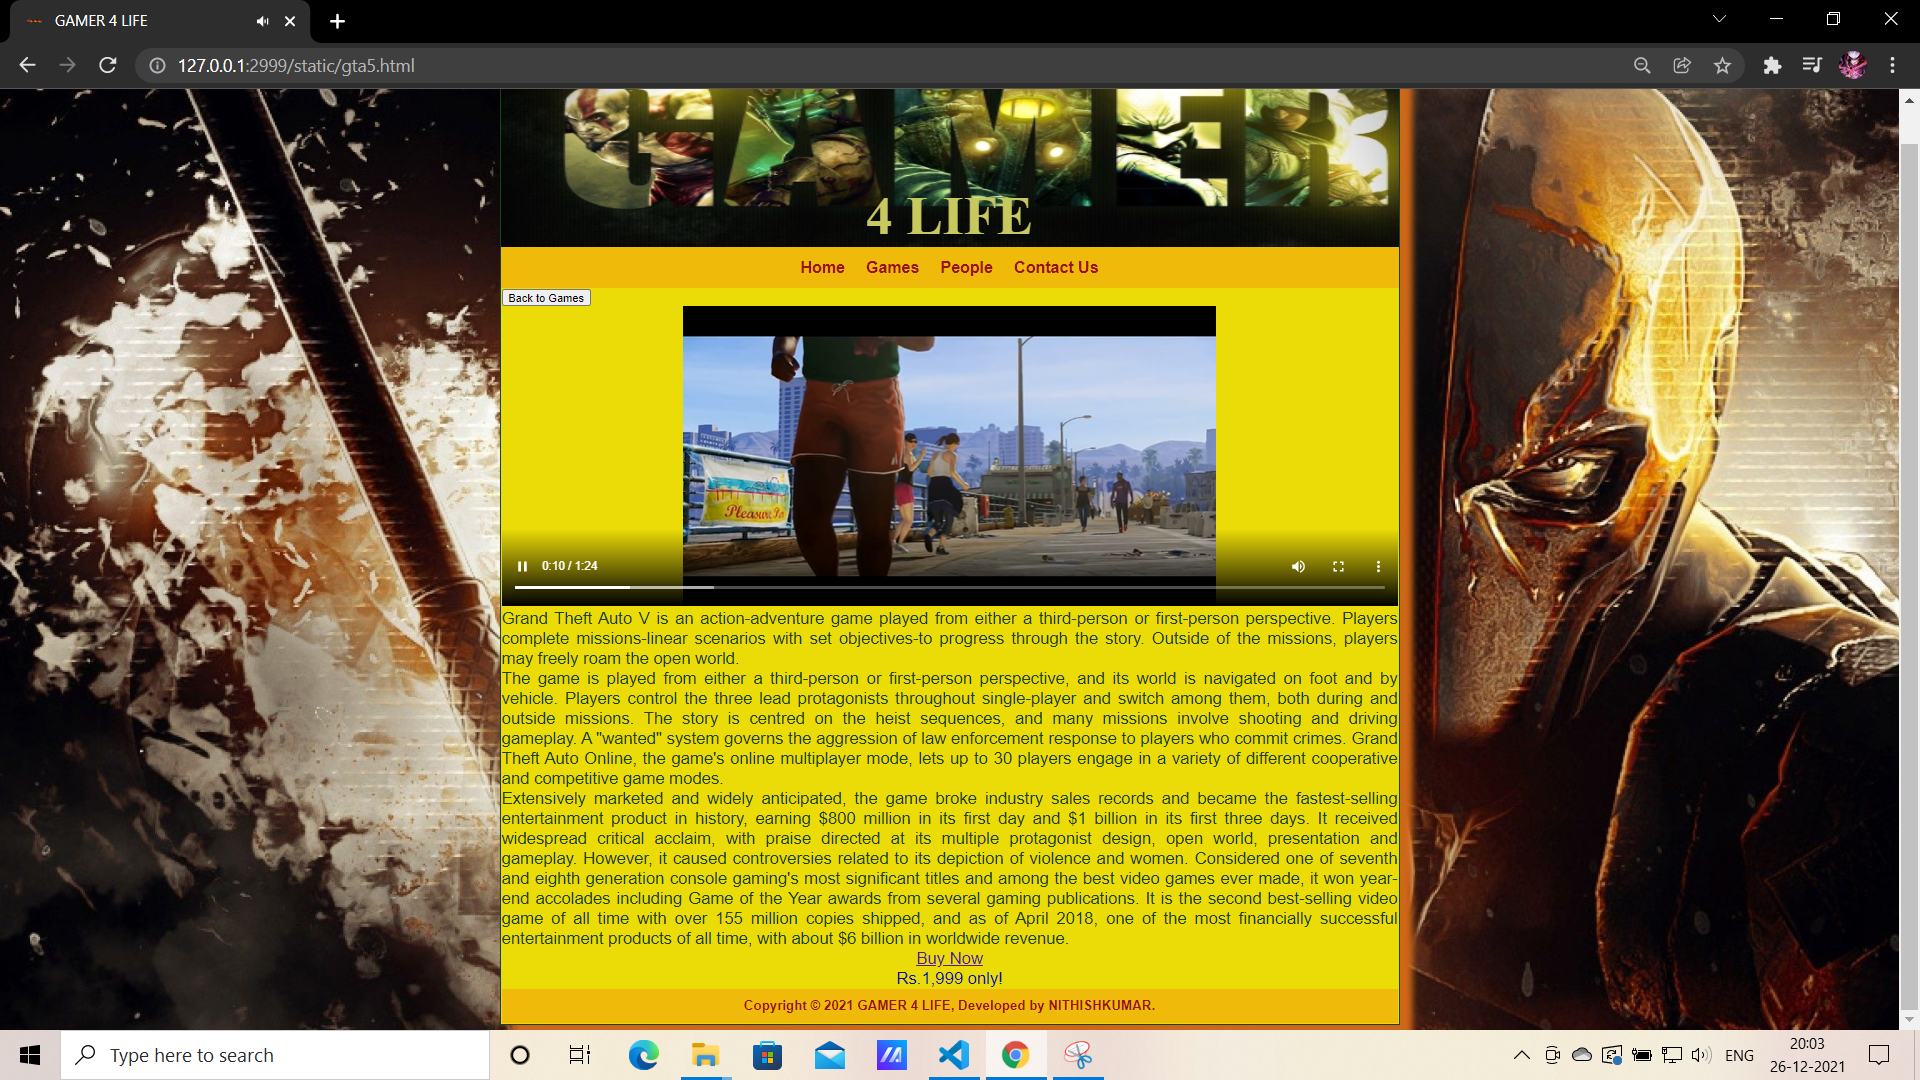 GAMER 4 LIFE
127.0.0.1:2999/static/gta5.html
GAMER
4 LIFE
Home Games People Contact Us
Back to Games
Pleasure
0:10 / 1:24
Grand Theft Auto V is an action-adventure game played from either a third-person or first-person perspective. Players
complete missions-linear scenarios with set objectives-to progress through the story. Outside of the missions, players
may freely roam the open world.
The game is played from either a third-person or first-person perspective, and its world is navigated on foot and by
vehicle. Players control the three lead protagonists throughout single-player and switch among them, both during and
outside missions. The story is centred on the heist sequences, and many missions involve shooting and driving
gameplay. A "wanted" system governs the aggression of law enforcement response to players who commit crimes. Grand
Theft Auto Online, the game's online multiplayer mode, lets up to 30 players engage in a variety of different cooperative
and competitive game modes.
Extensively marketed and widely anticipated, the game broke industry sales records and became the fastest-selling
entertainment product in history, earning $800 million in its first day and $1 billion in its first three days. It received
widespread critical acclaim, with praise directed at its multiple protagonist design, open world, presentation and
gameplay. However, it caused controversies related to its depiction of violence and women. Considered one of seventh
and eighth generation console gaming's most significant titles and among the best video games ever made, it won year-
end accolades including Game of the Year awards from several gaming publications. It is the second best-selling video
game of all time with over 155 million copies shipped, and as of April 2018, one of the most financially successful
entertainment products of all time, with about $6 billion in worldwide revenue.
Buy Now
Rs.1,999 only!
Copyright © 2021 GAMER 4 LIFE, Developed by NITHISHKUMAR.
Type here to search
ENG
20:03
26-12-2021